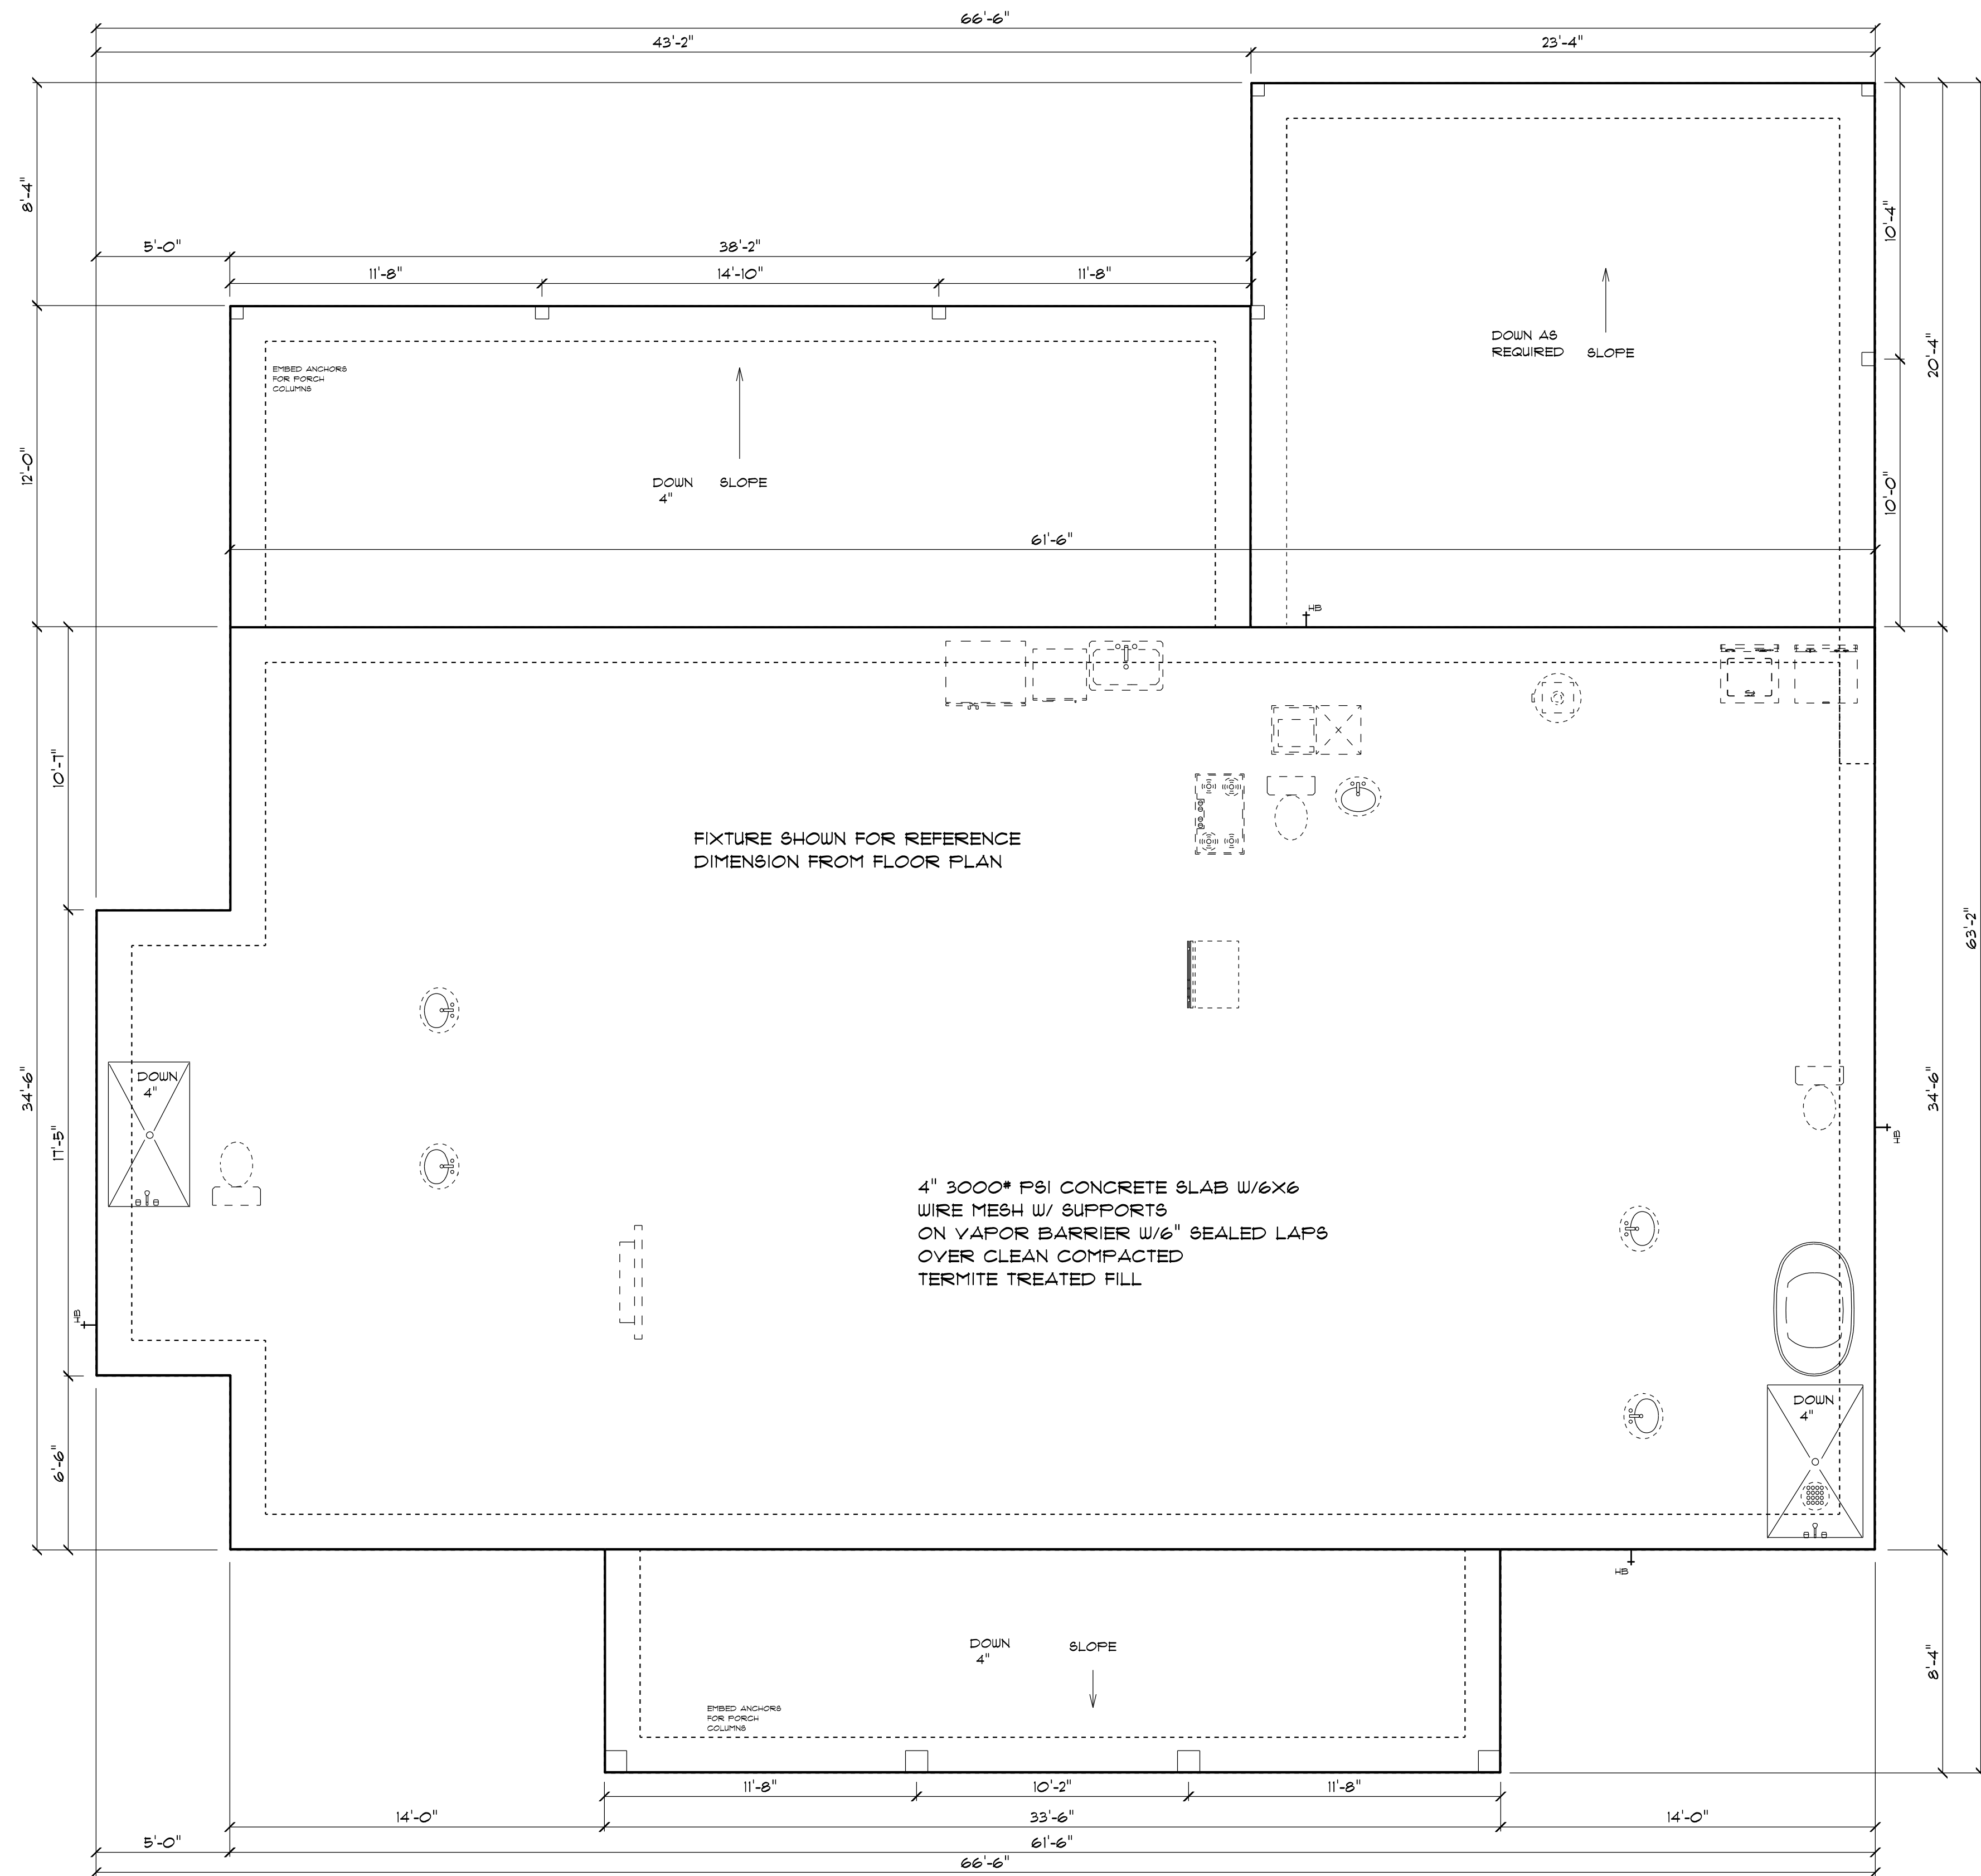 66'-6"
43'-2"
23'-4"
8'-4"
10'-4"
5'-0"
38'-2"
11'-8"
14'-10"
11'-8"
DOWN AS
REQUIRED
SLOPE
20'-4"
EMBED ANCHORS
FOR PORCH
COLUMNS
12'-0"
DOWN
4"
SLOPE
10'-0"
61'-6"
HB
10'-7"
FIXTURE SHOWN FOR REFERENCE
DIMENSION FROM FLOOR PLAN
63'-2"
34'-6"
DOWN
4"
34'-6"
17'-5"
HB
4" 3000# PSI CONCRETE SLAB W/6X6
WIRE MESH W/ SUPPORTS
ON VAPOR BARRIER W/6" SEALED LAPS
OVER CLEAN COMPACTED
TERMITE TREATED FILL
HB
DOWN
4"
6'-6"
HB
DOWN
4"
SLOPE
8'-4"
EMBED ANCHORS
FOR PORCH
COLUMNS
11'-8"
10'-2"
11'-8"
14'-0"
33'-6"
14'-0"
5'-0"
61'-6"
66'-6"